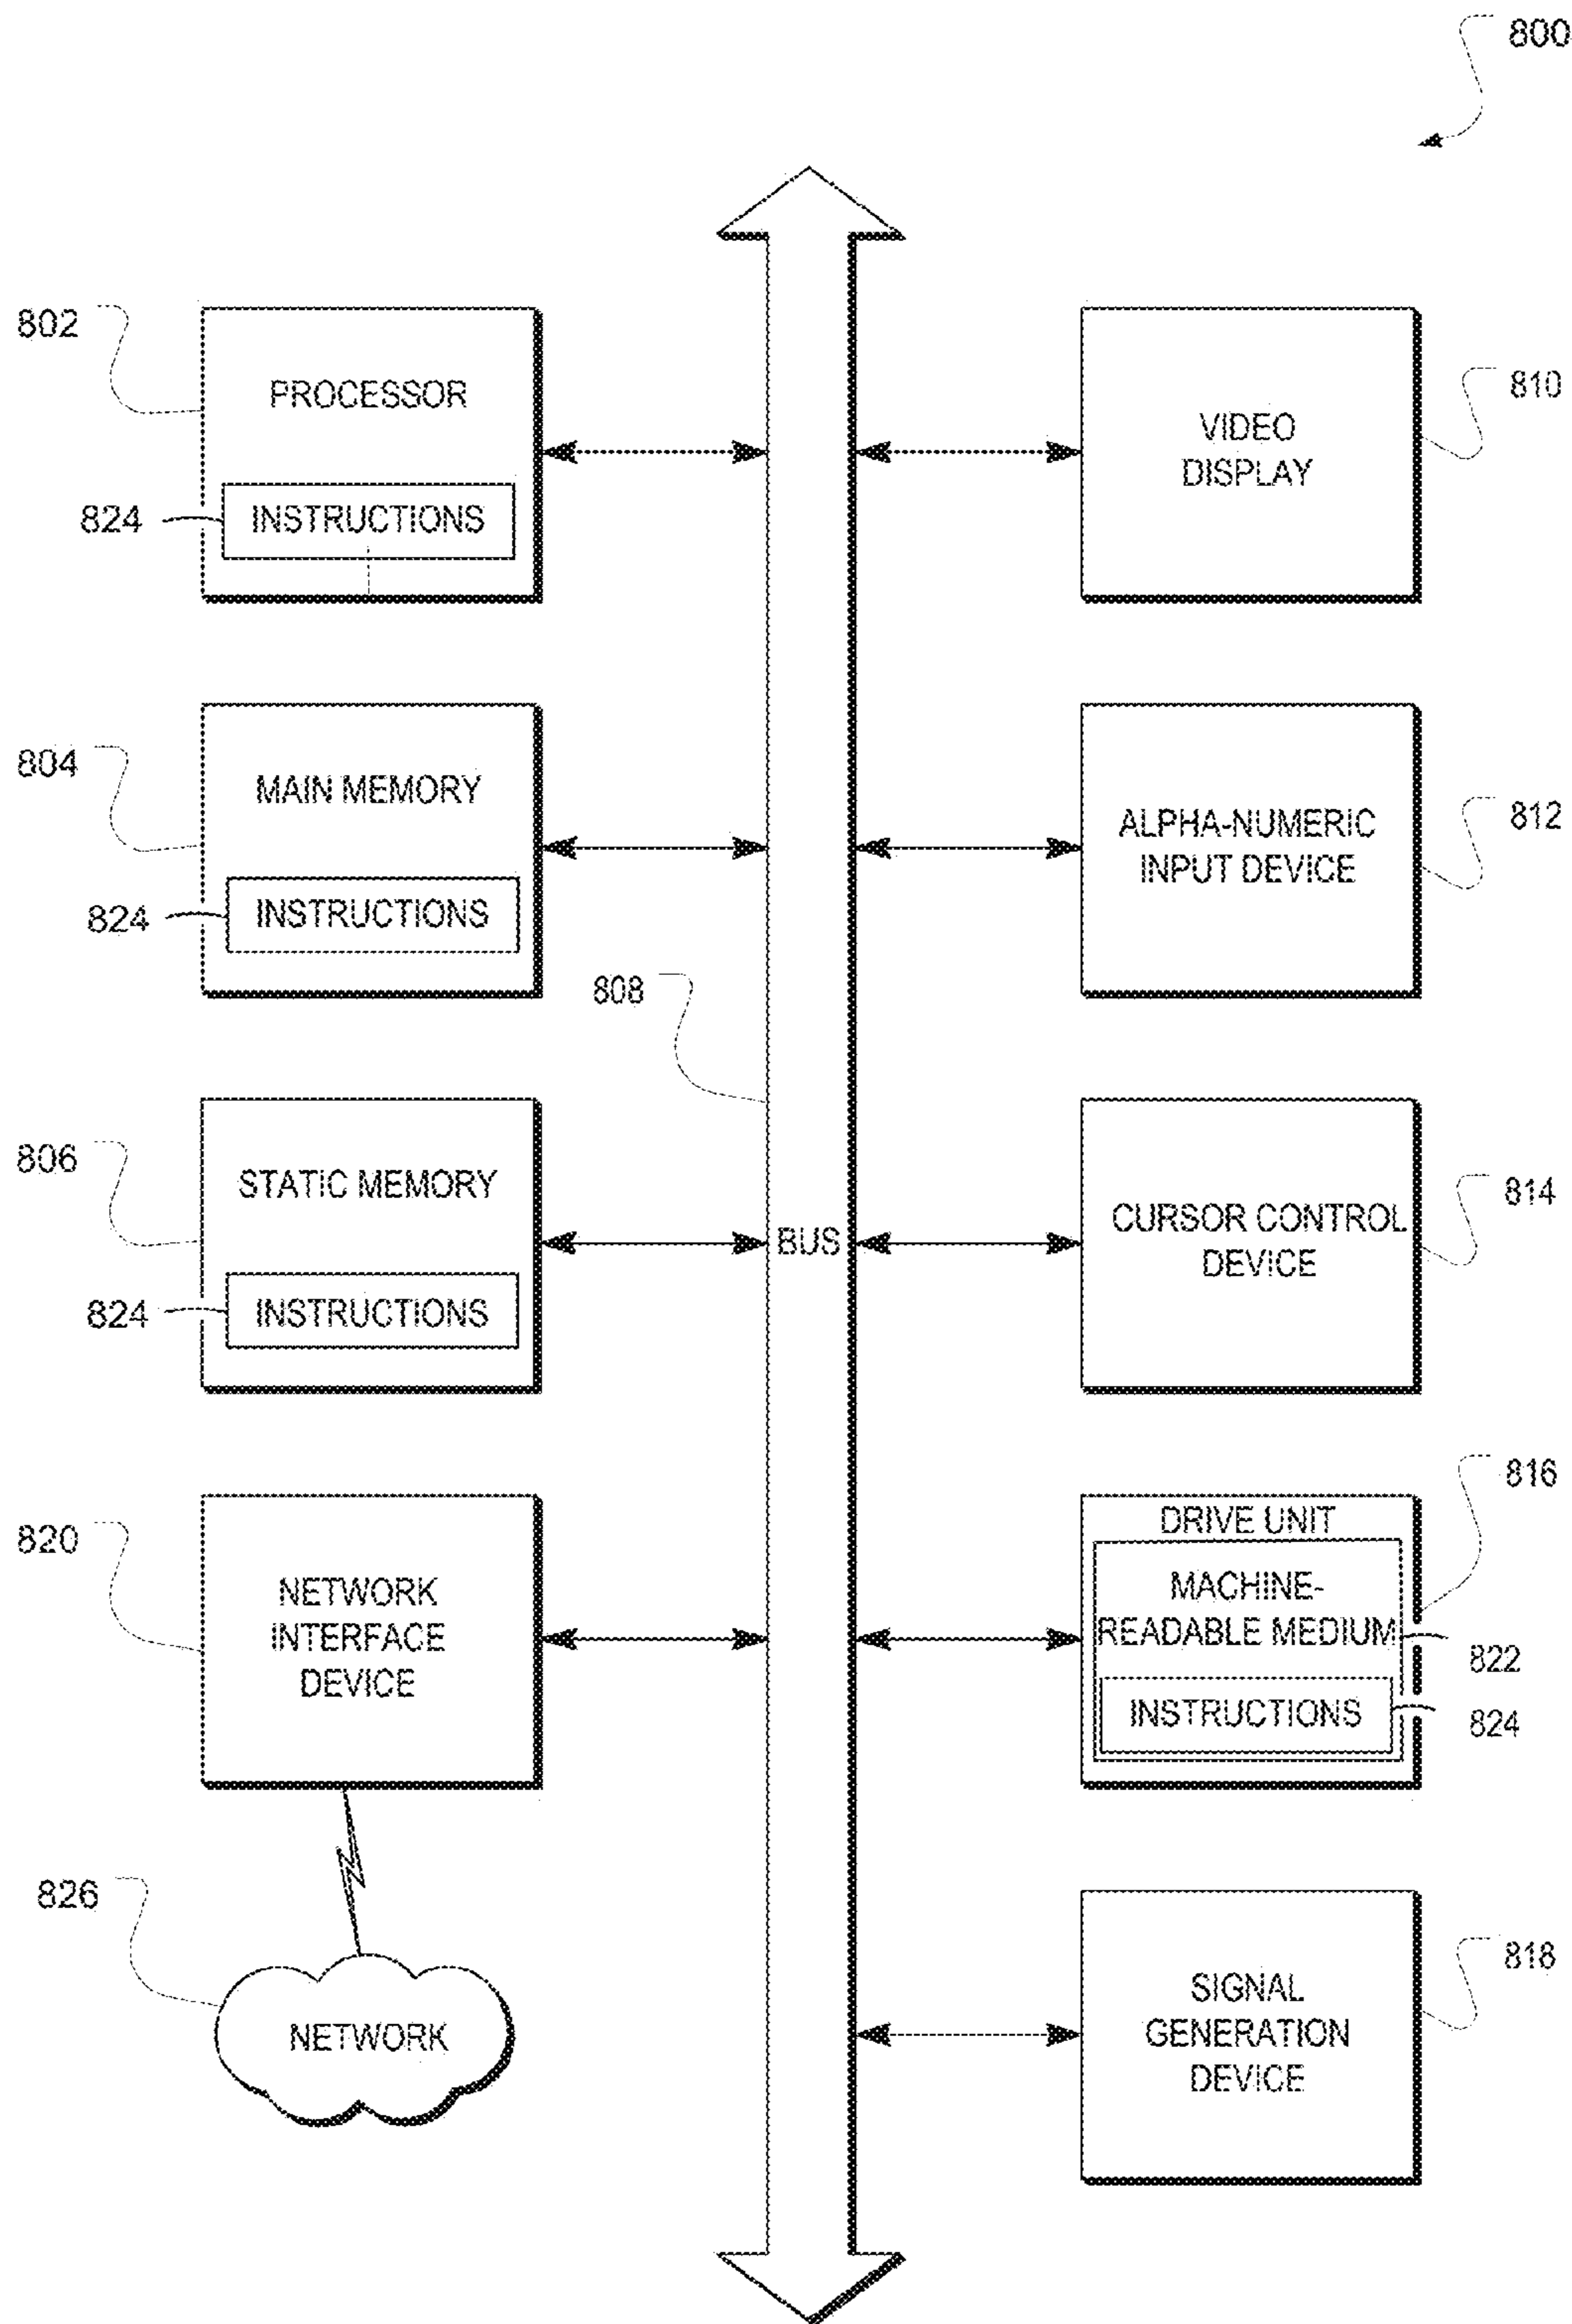 800
802
PROCESSOR
824
INSTRUCTIONS
804
MAIN MEMORY
824
INSTRUCTIONS
806
STATIC MEMORY
824
INSTRUCTIONS
820
NETWORK
INTERFACE
DEVICE
826
NETWORK
808
BUS
810
VIDEO
DISPLAY
812
ALPHA-NUMERIC
INPUT DEVICE
814
CURSOR CONTROL
DEVICE
816
DRIVE UNIT
MACHINE-
READABLE MEDIUM
822
INSTRUCTIONS
824
818
SIGNAL
GENERATION
DEVICE